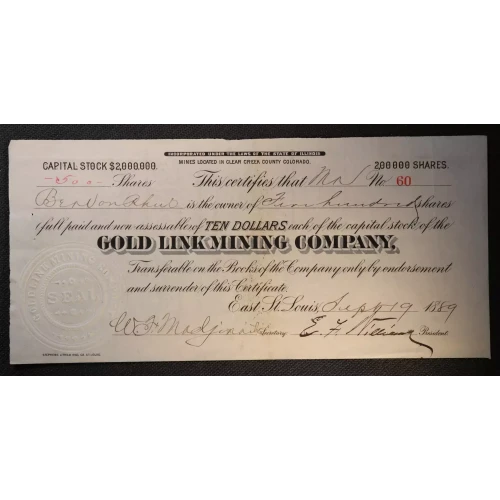 INCORPORATED UNDER THE LAWS OF THE STATE OF ILLINOIS
MINES LOCATED IN CLEAR CREEK COUNTY COLORADO.
CAPITAL STOCK $2,000,000. 200000 SHARES.
Shares This certifies that No 60
is the owner of hundred shares
(full paid and non-assessable) of TEN DOLLARS each of the capital stock of the
GOLD LINK MINING COMPANY,
Transferable on the Books of the Company only by endorsement
and surrender of this Certificate.
East St. Louis, Sept 19 1889
Secretary E. F. President
SEAL